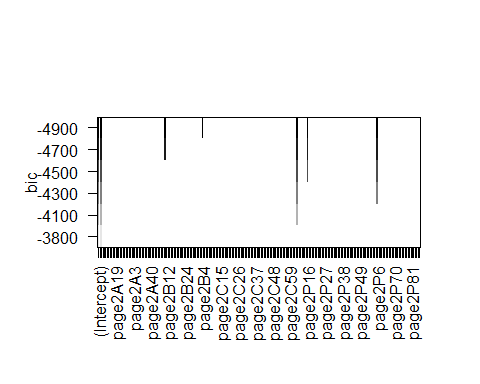 bic
-4900
-4700
-4500
-4300
-4100
-3800
(Intercept)
page2A19
page2A3
page2A40
page2B12
page2B24
page2B4
page2C15
page2C26
page2C37
page2C48
page2C59
page2P16
page2P27
page2P38
page2P49
page2P6
page2P70
page2P81